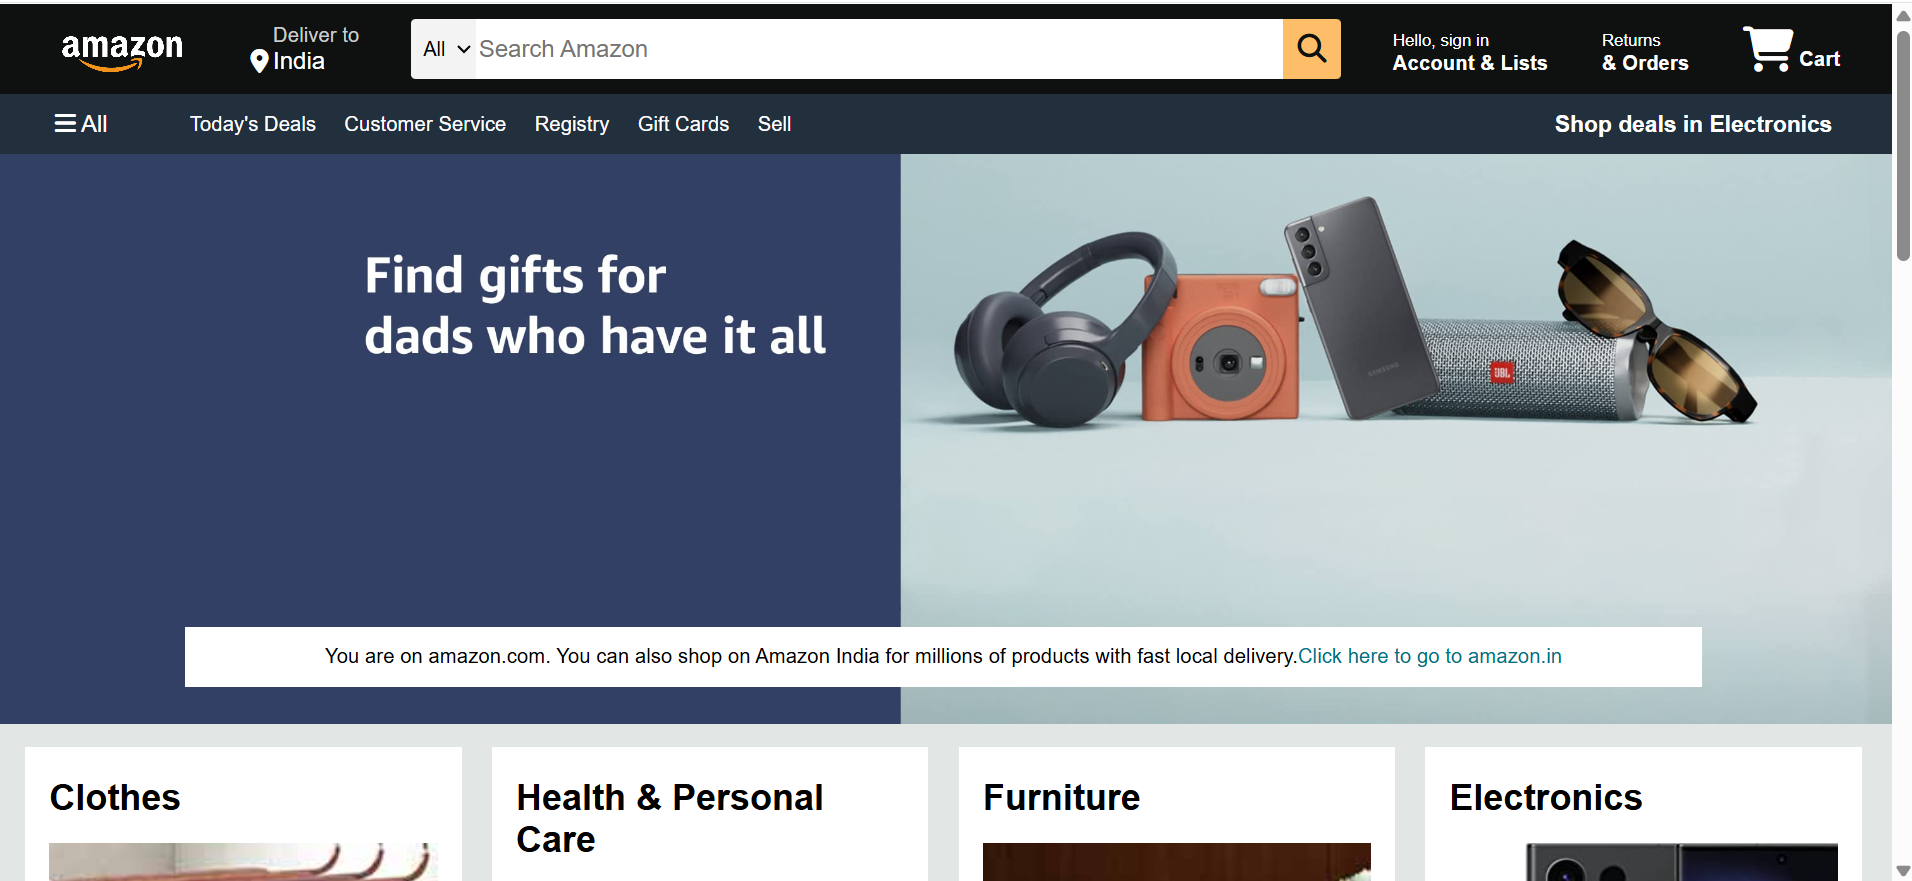 amazon
Deliver to
India
All
Search Amazon
Hello, sign in
Account & Lists
Returns
& Orders
Cart
All
Today's Deals
Customer Service
Registry
Gift Cards
Sell
Shop deals in Electronics
Find gifts for
dads who have it all
SAMSUNG
JBL
You are on amazon.com. You can also shop on Amazon India for millions of products with fast local delivery.Click here to go to amazon.in
Clothes
Health & Personal
Care
Furniture
Electronics